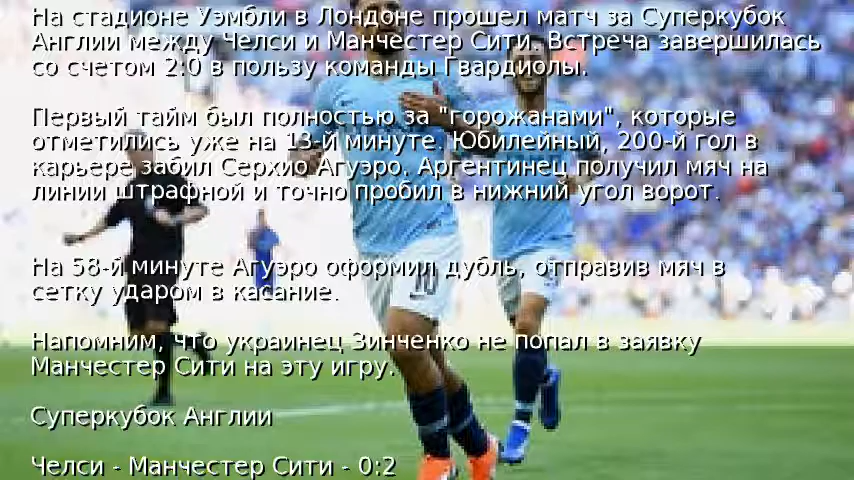 На стадионе Уэмбли в Лондоне прошел матч за Суперкубок
Англии между Челси и Манчестер Сити. Встреча завершилась
со счетом 2:0 в пользу команды Гвардиолы.
Первый тайм был полностью за "горожанами", которые
отметились уже на 13-й минуте. Юбилейный, 200-й гол в
карьере забил Серхио Агуэро. Аргентинец получил мяч на
линии штрафной и точно пробил в нижний угол ворот.
На 58-й минуте Агуэро оформил дубль, отправив мяч в
сетку ударом в касание.
Напомним, что украинец Зинченко не попал в заявку
Манчестер Сити на эту игру.
Суперкубок Англии
Челси - Манчестер Сити - 0:2
10